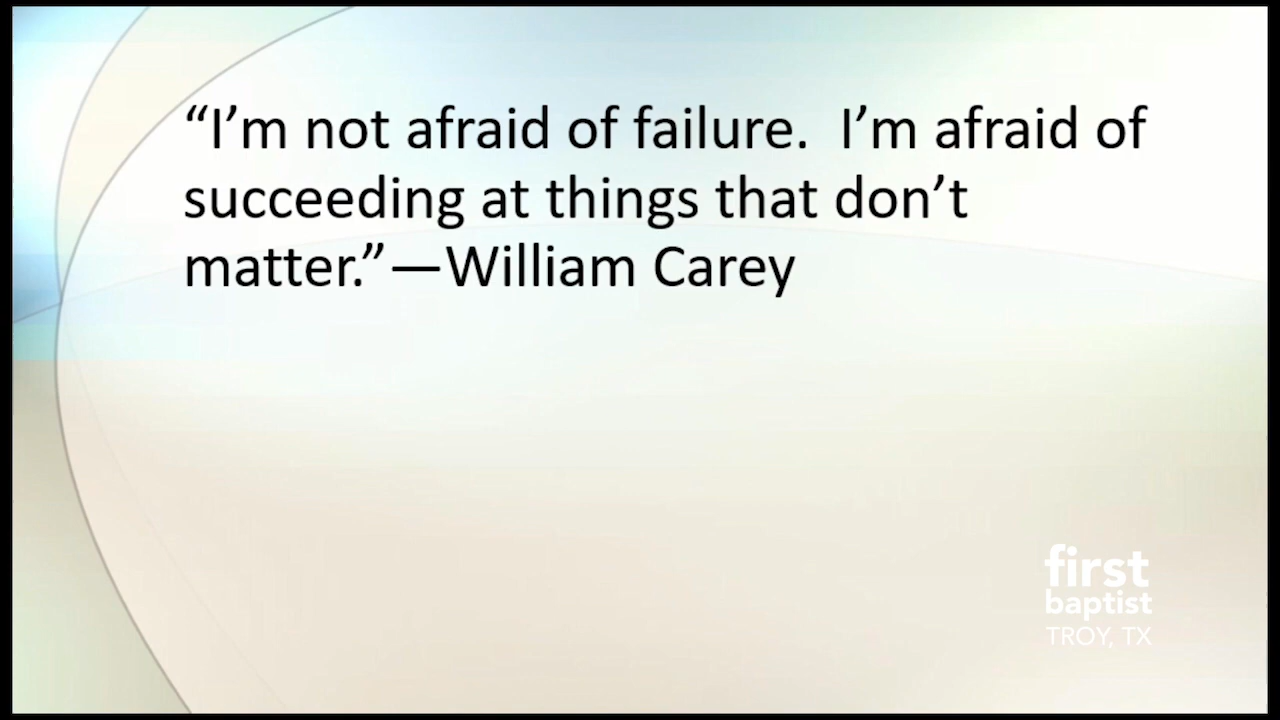 “I’m not afraid of failure.  I’m afraid of
succeeding at things that don’t
matter.”—William Carey
first
baptist
TROY, TX